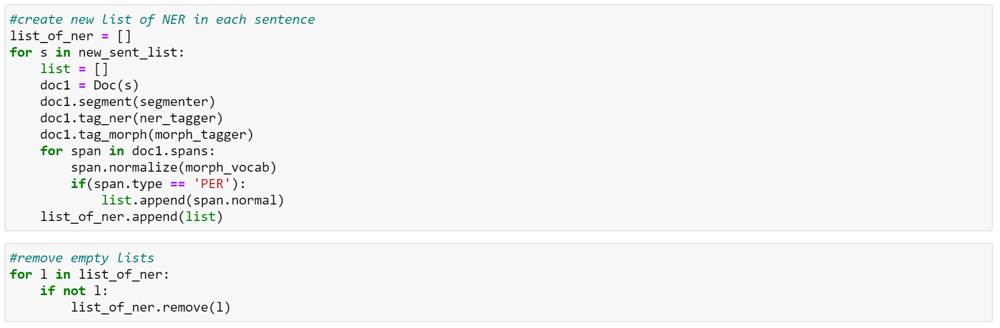 #create new list of NER in each sentence
list_of_ner = []
for s in new_sent_list:
    list = []
    doc1 = Doc(s)
    doc1.segment(segmenter)
    doc1.tag_ner(ner_tagger)
    doc1.tag_morph(morph_tagger)
    for span in doc1.spans:
        span.normalize(morph_vocab)
        if(span.type == 'PER'):
            list.append(span.normal)
    list_of_ner.append(list)
#remove empty lists
for l in list_of_ner:
    if not l:
        list_of_ner.remove(l)